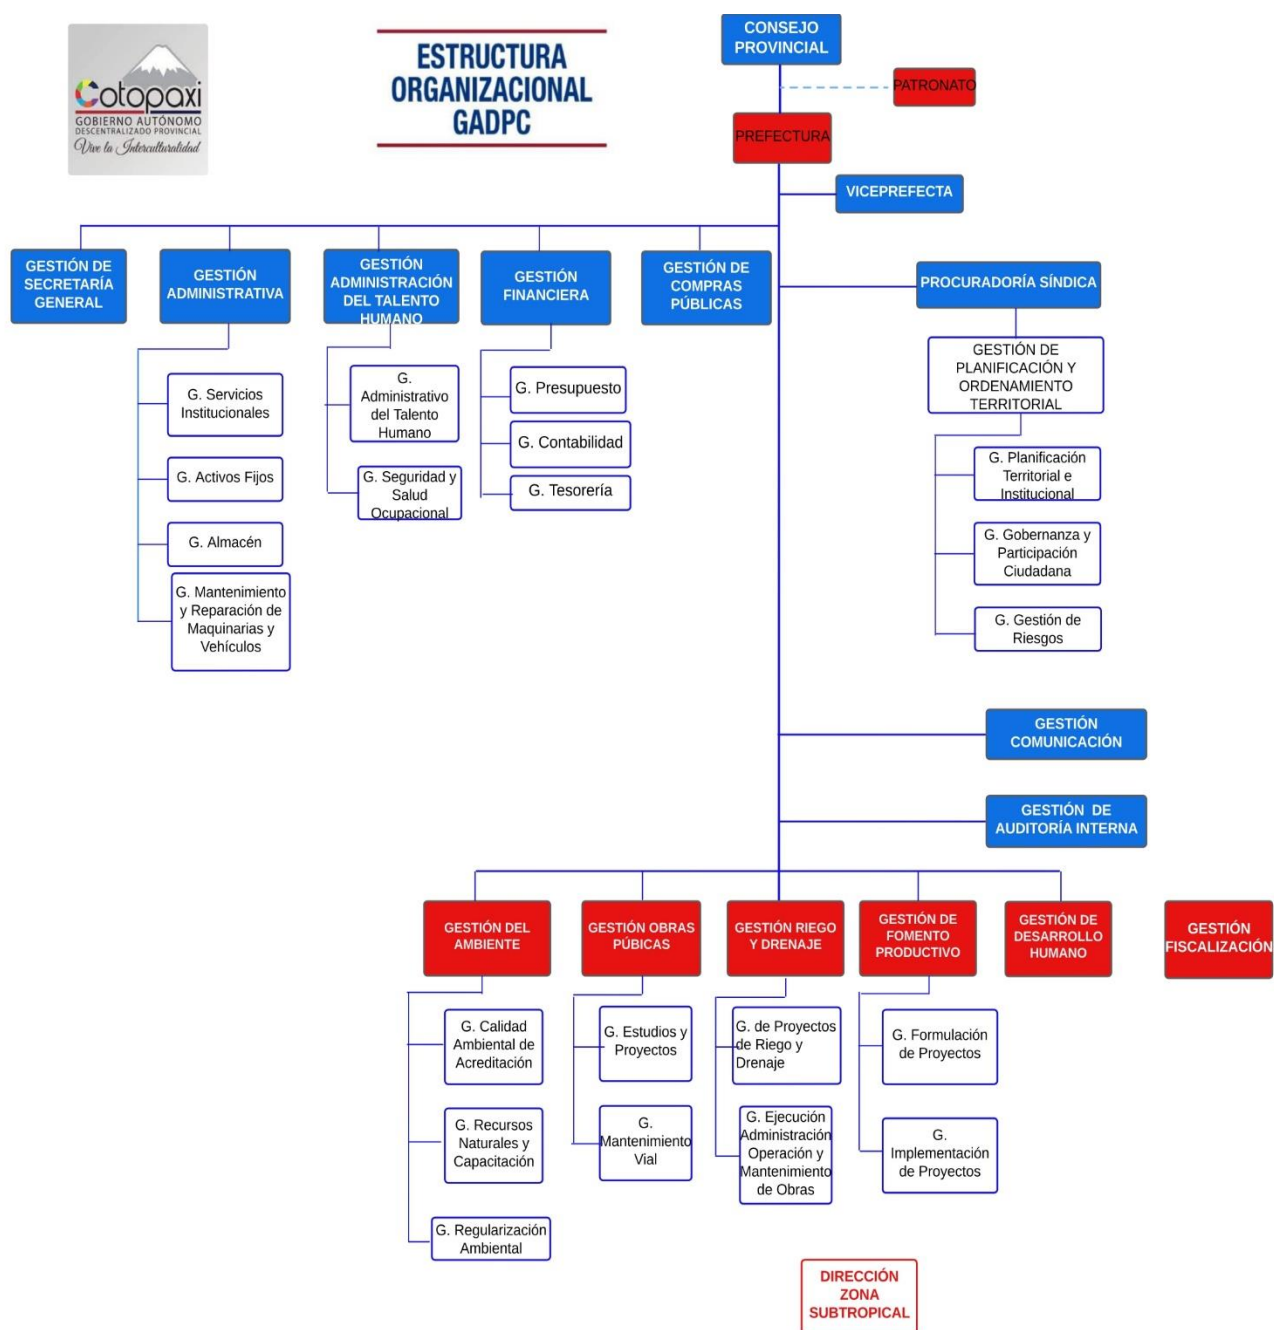 Cotopaxi
GOBIERNO AUTÓNOMO
DESCENTRALIZADO PROVINCIAL
Vive la Interculturalidad
ESTRUCTURA
ORGANIZACIONAL
GADPC
CONSEJO
PROVINCIAL
PATRONATO
PREFECTURA
VICEPREFECTA
GESTIÓN DE
SECRETARÍA
GENERAL
GESTIÓN
ADMINISTRATIVA
GESTIÓN
ADMINISTRACIÓN
DEL TALENTO
HUMANO
GESTIÓN
FINANCIERA
GESTIÓN DE
COMPRAS
PÚBLICAS
PROCURADORÍA SÍNDICA
G. Servicios
Institucionales
G. Activos Fijos
G. Almacén
G. Mantenimiento
y Reparación de
Maquinarias y
Vehículos
G.
Administrativo
del Talento
Humano
G. Seguridad y
Salud
Ocupacional
G. Presupuesto
G. Contabilidad
G. Tesorería
GESTIÓN DE
PLANIFICACIÓN Y
ORDENAMIENTO
TERRITORIAL
G. Planificación
Territorial e
Institucional
G. Gobernanza y
Participación
Ciudadana
G. Gestión de
Riesgos
GESTIÓN
COMUNICACIÓN
GESTIÓN DE
AUDITORÍA INTERNA
GESTIÓN DEL
AMBIENTE
GESTIÓN OBRAS
PÚBICAS
GESTIÓN RIEGO
Y DRENAJE
GESTIÓN DE
FOMENTO
PRODUCTIVO
GESTIÓN DE
DESARROLLO
HUMANO
GESTIÓN
FISCALIZACIÓN
G. Calidad
Ambiental de
Acreditación
G. Recursos
Naturales y
Capacitación
G. Regularización
Ambiental
G. Estudios y
Proyectos
G.
Mantenimiento
Vial
G. de Proyectos
de Riego y
Drenaje
G. Ejecución
Administración
Operación y
Mantenimiento
de Obras
G. Formulación
de Proyectos
G.
Implementación
de Proyectos
DIRECCIÓN
ZONA
SUBTROPICAL